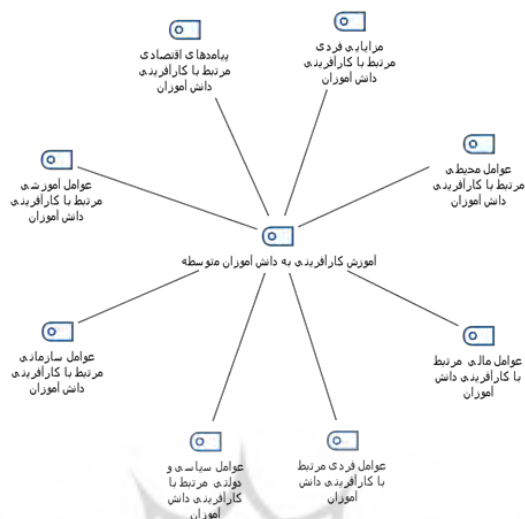 پیامدهای اقتصادی
مرتبط با کارآفرینی
دانش آموزان
مزایایی فردی
مرتبط با کارآفرینی
دانش آموزان
عوامل آموزشی
مرتبط با کارآفرینی
دانش آموزان
عوامل محیطی
مرتبط با کارآفرینی
دانش آموزان
آموزش کارآفرینی به دانش آموزان متوسطه
عوامل سازمانی
مرتبط با کارآفرینی
دانش آموزان
عوامل مالی مرتبط
با کارآفرینی دانش
آموزان
عوامل سیاسی و
دولتی مرتبط با
کارآفرینی دانش
آموزان
عوامل فردی مرتبط
با کارآفرینی دانش
آموزان